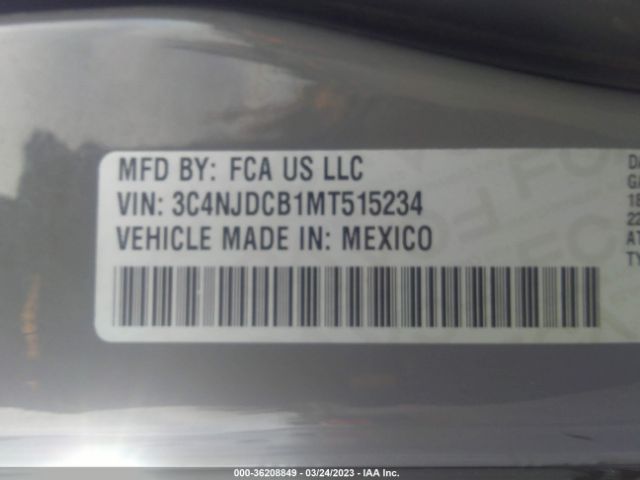 MFD BY: FCA US LLC
VIN: 3C4NJDCB1MT515234
VEHICLE MADE IN: MEXICO
000-36208849 - 03/24/2023 - IAA Inc.